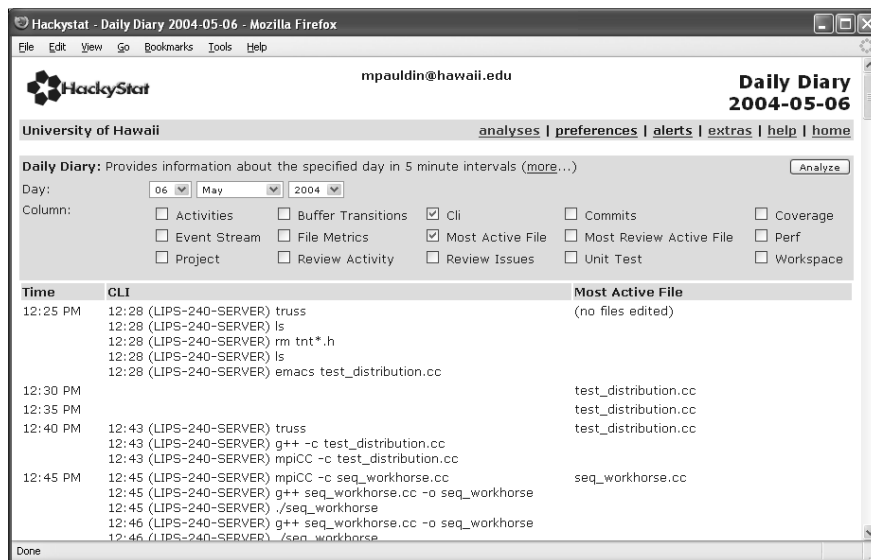 Hackystat - Daily Diary 2004-05-06 - Mozilla Firefox
File Edit View Go Bookmarks Tools Help
HackyStat
mpauldin@hawaii.edu
Daily Diary
2004-05-06
University of Hawaii analyses | preferences | alerts | extras | help | home
Daily Diary: Provides information about the specified day in 5 minute intervals (more...) Analyze
Day: 06 May 2004
Column: Activities Buffer Transitions Cli Commits Coverage
Event Stream File Metrics Most Active File Most Review Active File Perf
Project Review Activity Review Issues Unit Test Workspace
Time CLI Most Active File
12:25 PM 12:28 (LIPS-240-SERVER) truss (no files edited)
12:28 (LIPS-240-SERVER) ls
12:28 (LIPS-240-SERVER) rm tnt*.h
12:28 (LIPS-240-SERVER) ls
12:28 (LIPS-240-SERVER) emacs test_distribution.cc
12:30 PM test_distribution.cc
12:35 PM test_distribution.cc
12:40 PM 12:43 (LIPS-240-SERVER) truss test_distribution.cc
12:43 (LIPS-240-SERVER) g++ -c test_distribution.cc
12:43 (LIPS-240-SERVER) mpiCC -c test_distribution.cc
12:45 PM 12:45 (LIPS-240-SERVER) mpiCC -c seq_workhorse.cc seq_workhorse.cc
12:45 (LIPS-240-SERVER) g++ seq_workhorse.cc -o seq_workhorse
12:45 (LIPS-240-SERVER) ./seq_workhorse
12:46 (LIPS-240-SERVER) g++ seq_workhorse.cc -o seq_workhorse
12:46 (LIPS-240-SERVER) ./seq_workhorse
Done